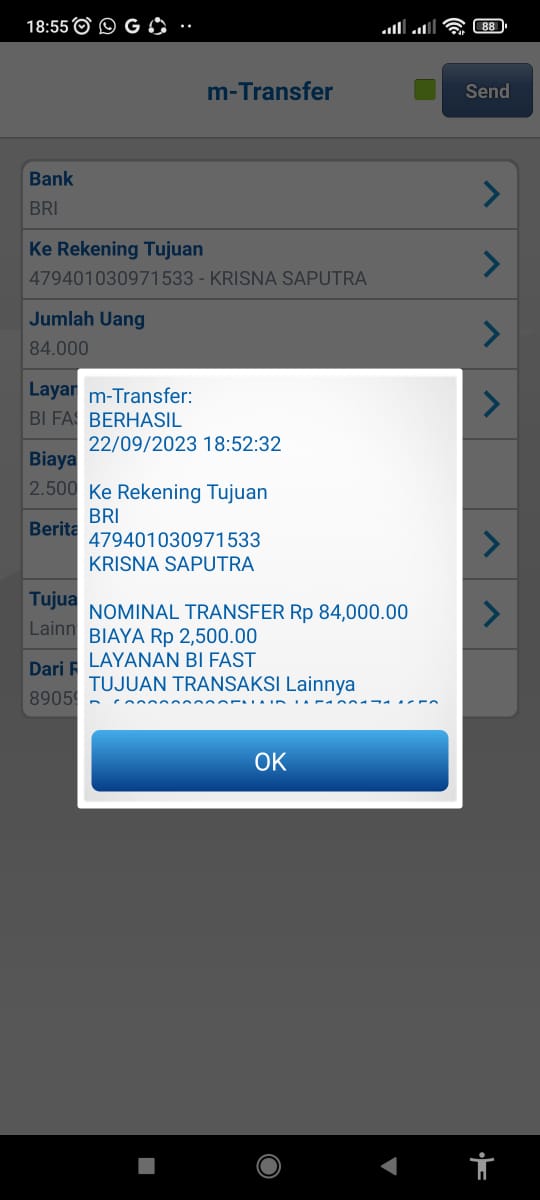 18:55
88
m-Transfer
Send
Bank
BRI
Ke Rekening Tujuan
479401030971533 - KRISNA SAPUTRA
Jumlah Uang
84.000
Layan
BI FAS
Biaya
2.500
Berita
Tujua
Lainn
Dari R
89059
m-Transfer:
BERHASIL
22/09/2023 18:52:32
Ke Rekening Tujuan
BRI
479401030971533
KRISNA SAPUTRA
NOMINAL TRANSFER Rp 84,000.00
BIAYA Rp 2,500.00
LAYANAN BI FAST
TUJUAN TRANSAKSI Lainnya
OK